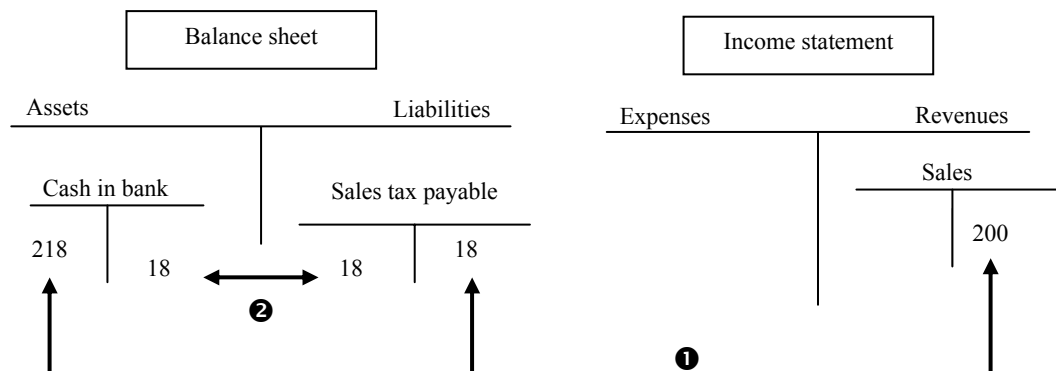 Balance sheet
Income statement
Assets Liabilities
Expenses Revenues
Cash in bank Sales tax payable
Sales
218 18 18 18
200
❷
❶